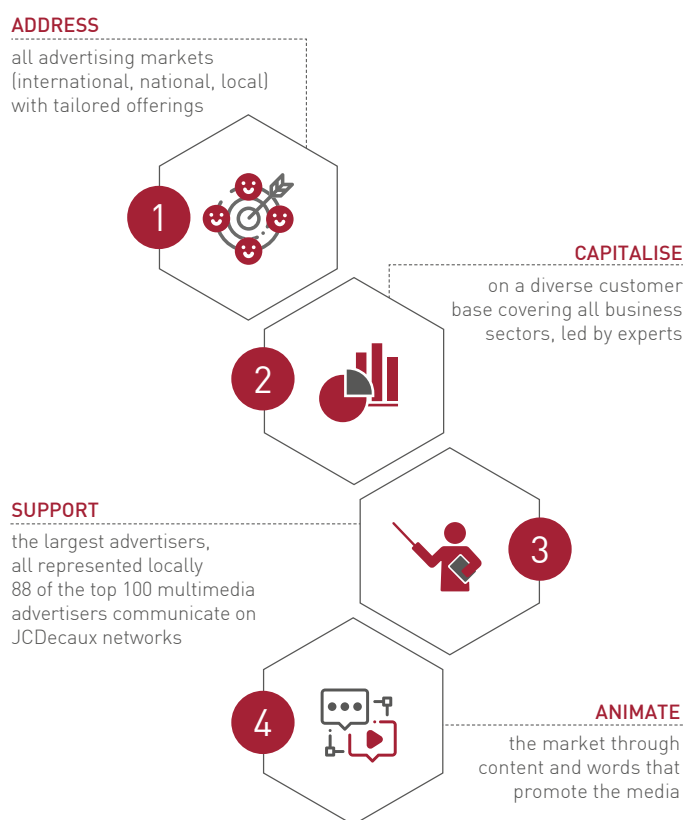 ADDRESS
all advertising markets
(international, national, local)
with tailored offerings
1
CAPITALISE
on a diverse customer
base covering all business
sectors, led by experts
2
SUPPORT
the largest advertisers,
all represented locally
88 of the top 100 multimedia
advertisers communicate on
JCDecaux networks
3
4
ANIMATE
the market through
content and words that
promote the media